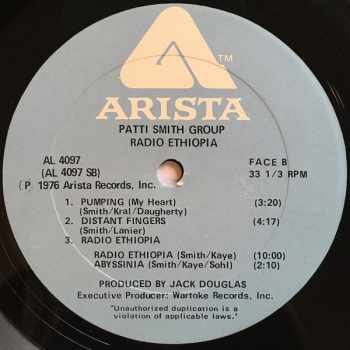 TM
ARISTA
PATTI SMITH GROUP
RADIO ETHIOPIA
AL 4097 FACE B
(AL 4097 SB) 33 1/3 RPM
(P) 1976 Arista Records, Inc.
1. PUMPING (My Heart) (3:20)
(Smith/Kral/Daugherty)
2. DISTANT FINGERS (4:17)
(Smith/Lanier)
3. RADIO ETHIOPIA
RADIO ETHIOPIA (Smith/Kaye) (10:00)
ABYSSINIA (Smith/Kaye/Sohl) (2:10)
PRODUCED BY JACK DOUGLAS
Executive Producer: Wartoke Records, Inc.
"Unauthorized duplication is a
violation of applicable laws."